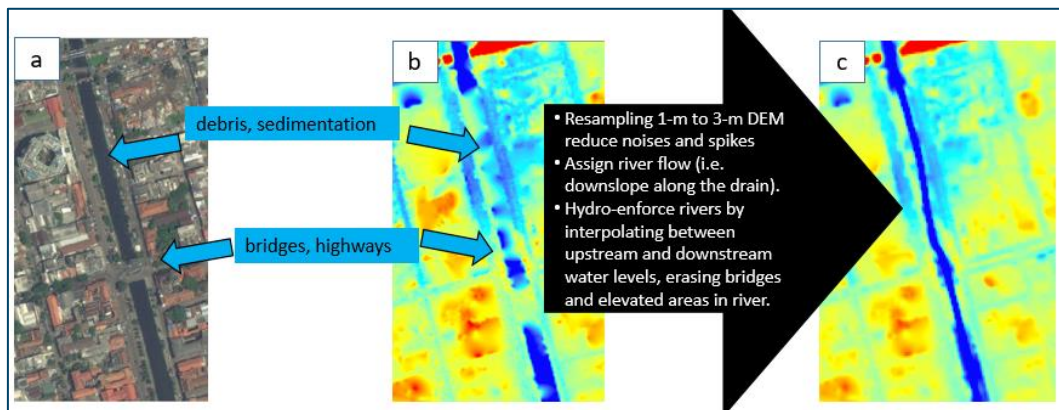 a
b
c
debris, sedimentation
bridges, highways
• Resampling 1-m to 3-m DEM
reduce noises and spikes
• Assign river flow (i.e.
downslope along the drain).
• Hydro-enforce rivers by
interpolating between
upstream and downstream
water levels, erasing bridges
and elevated areas in river.